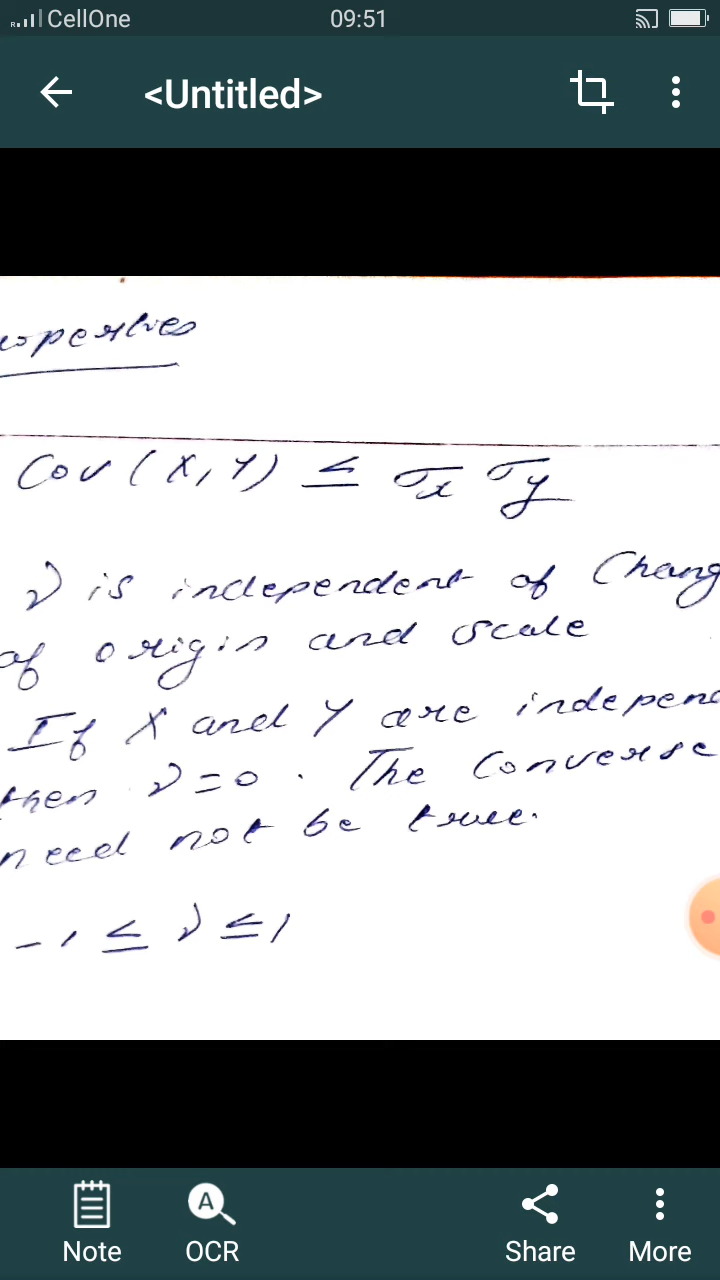 CellOne 09:51
<Untitled>
roperties
Cov(X,Y) ≤ σx σy
r is independent of Chang
of origin and scale
If X and Y are independ
then r=0. The Converse
need not be true.
-1 ≤ r ≤ 1
Note OCR Share More